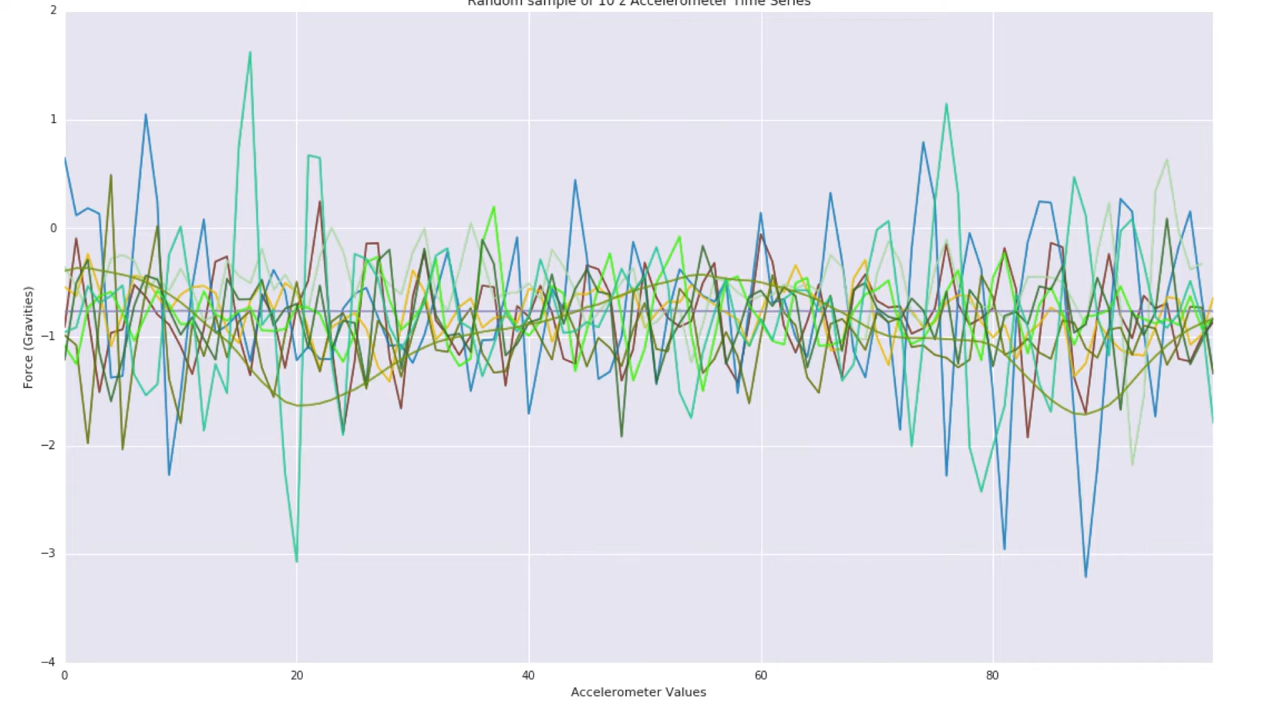 Random sample of 10 z Accelerometer Time Series
2
1
0
−1
−2
−3
−4
Force (Gravities)
0 20 40 60 80
Accelerometer Values